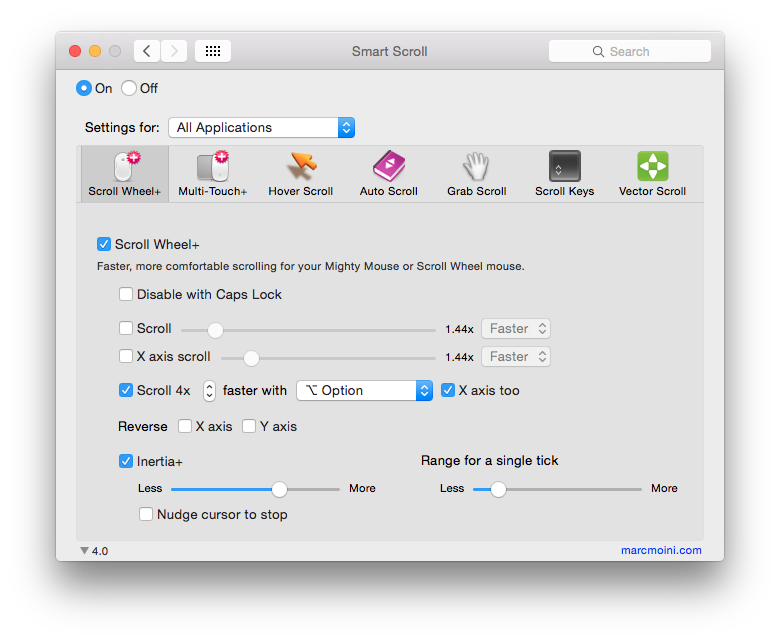 Smart Scroll
Search
On Off
Settings for: All Applications
Scroll Wheel+ Multi-Touch+ Hover Scroll Auto Scroll Grab Scroll Scroll Keys Vector Scroll
Scroll Wheel+
Faster, more comfortable scrolling for your Mighty Mouse or Scroll Wheel mouse.
Disable with Caps Lock
Scroll 1.44x Faster
X axis scroll 1.44x Faster
Scroll 4x faster with ⌥ Option X axis too
Reverse X axis Y axis
Inertia+ Range for a single tick
Less More Less More
Nudge cursor to stop
4.0 marcmoini.com